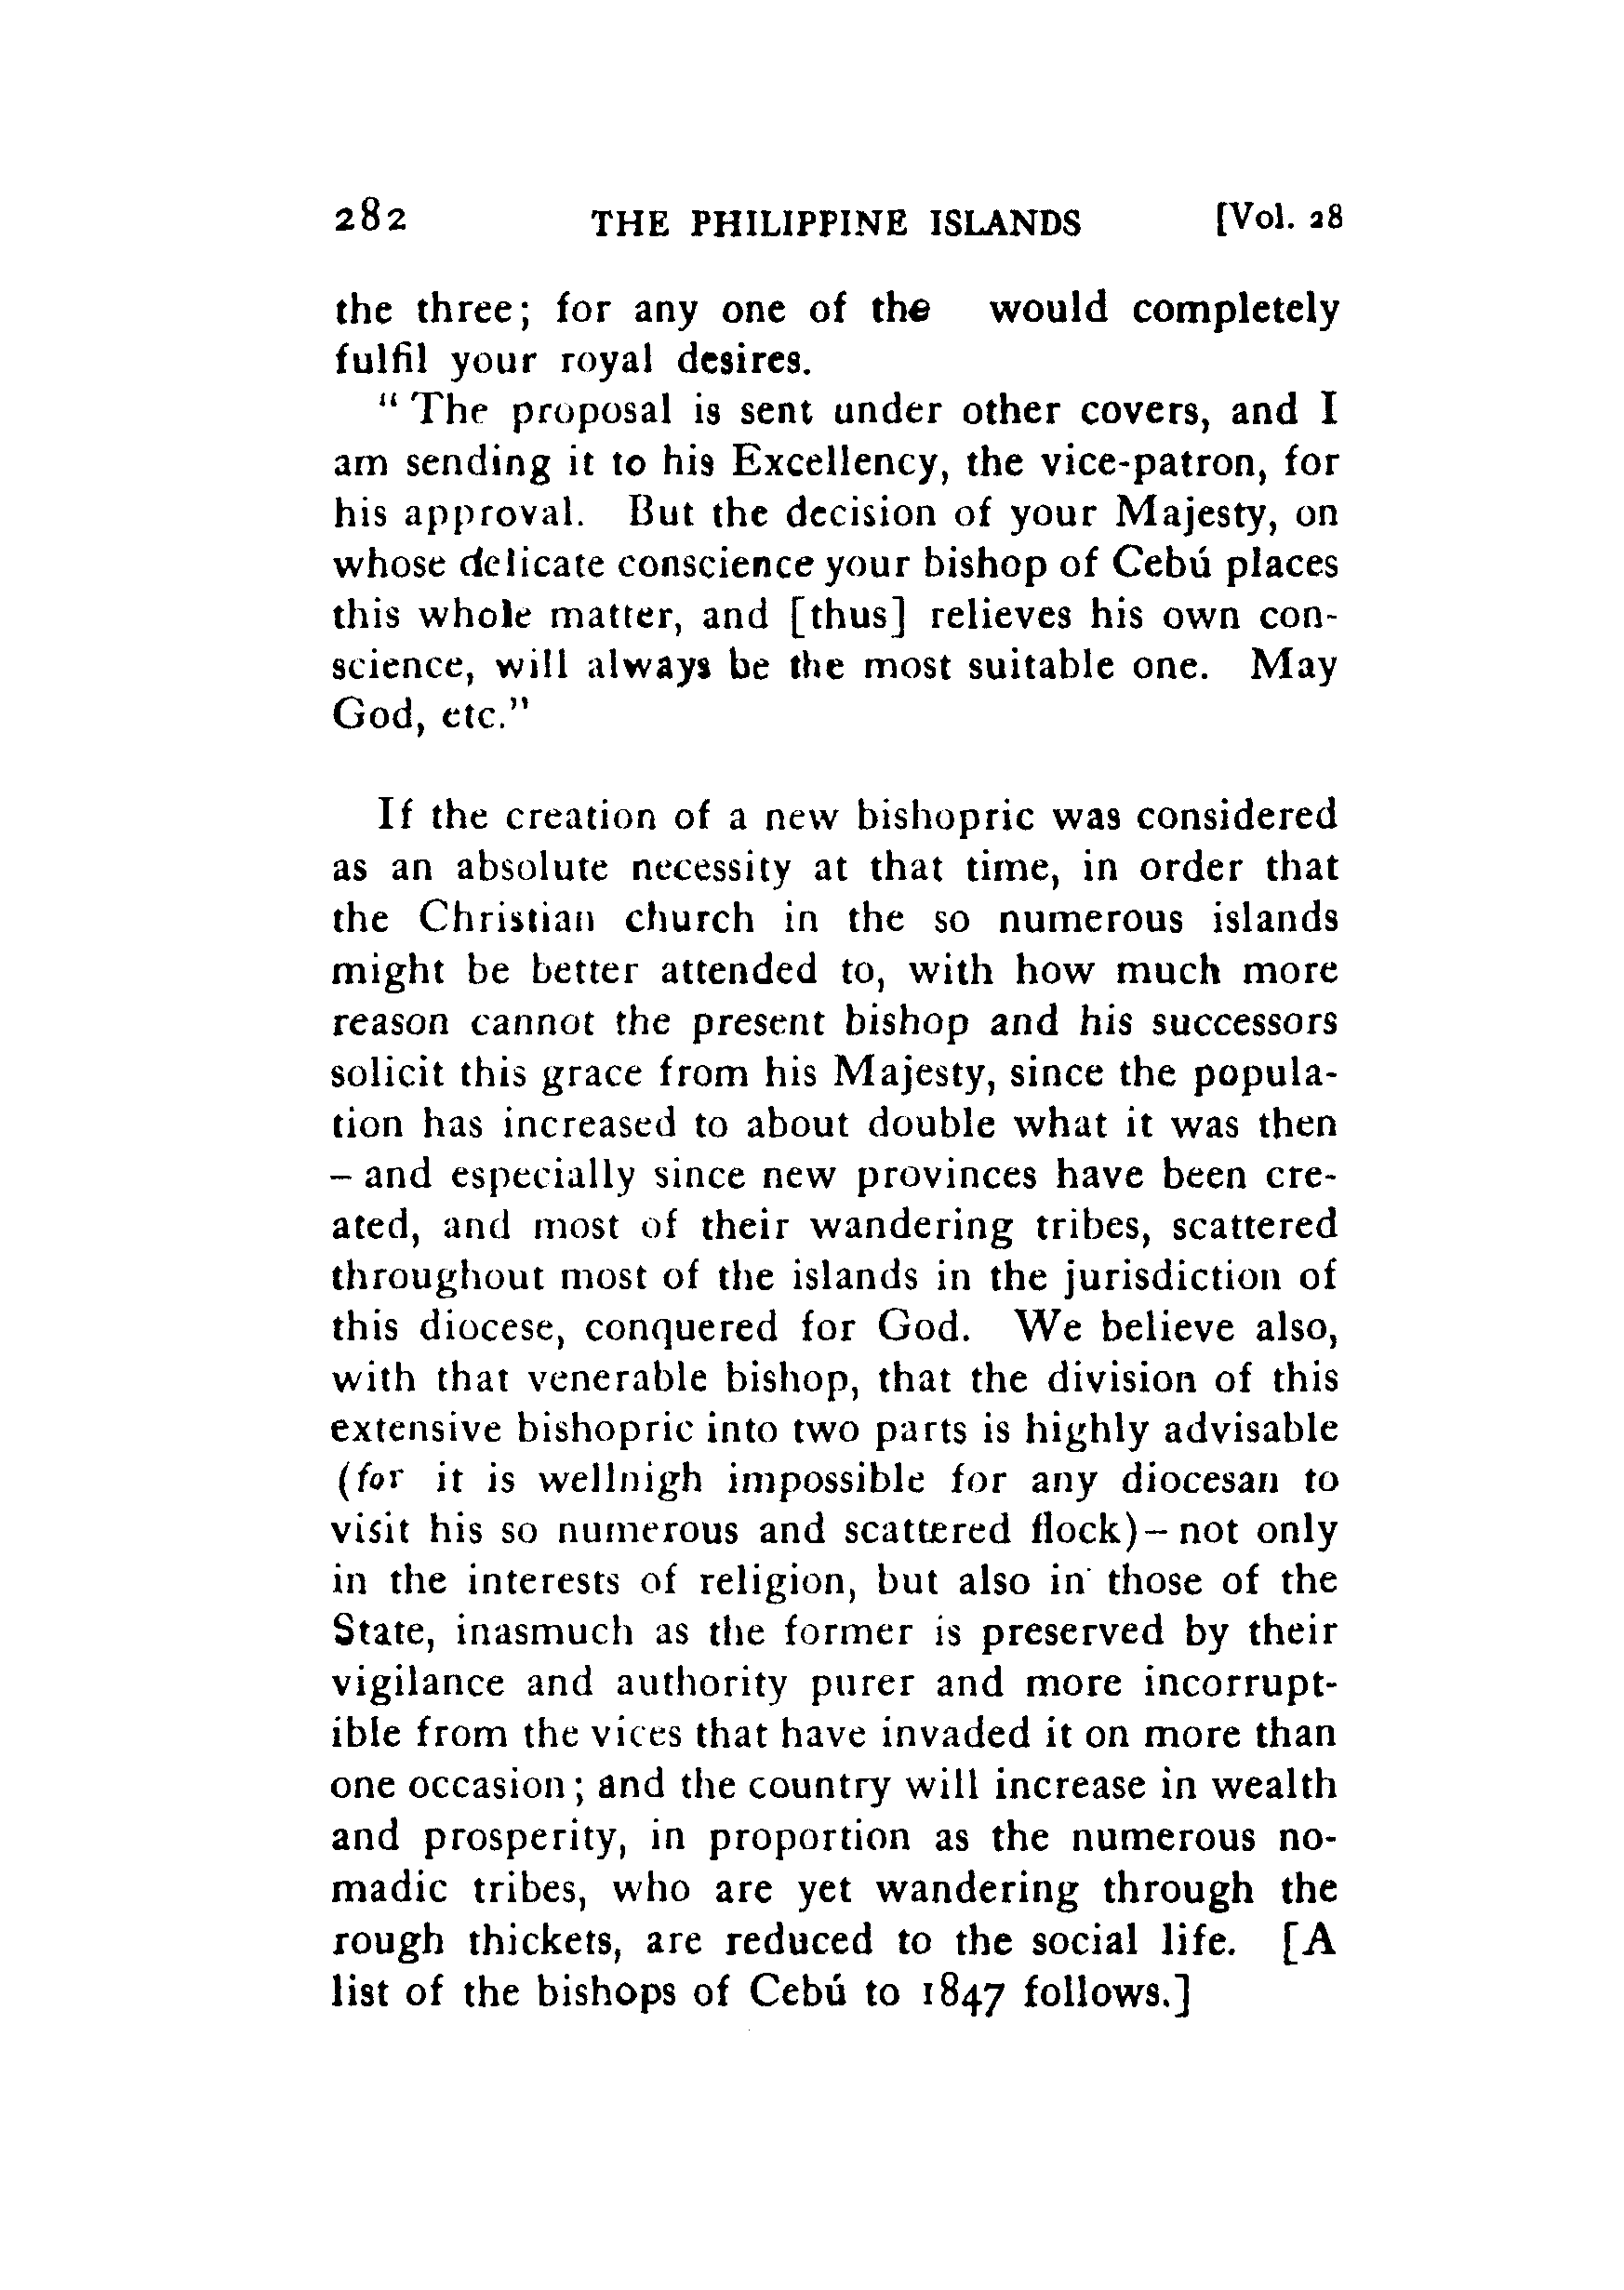 282 THE PHILIPPINE ISLANDS [Vol. 28
the three; for any one of the would completely
fulfil your royal desires.
" The proposal is sent under other covers, and I
am sending it to his Excellency, the vice-patron, for
his approval. But the decision of your Majesty, on
whose delicate conscience your bishop of Cebú places
this whole matter, and [thus] relieves his own con-
science, will always be the most suitable one. May
God, etc."
If the creation of a new bishopric was considered
as an absolute necessity at that time, in order that
the Christian church in the so numerous islands
might be better attended to, with how much more
reason cannot the present bishop and his successors
solicit this grace from his Majesty, since the popula-
tion has increased to about double what it was then
– and especially since new provinces have been cre-
ated, and most of their wandering tribes, scattered
throughout most of the islands in the jurisdiction of
this diocese, conquered for God. We believe also,
with that venerable bishop, that the division of this
extensive bishopric into two parts is highly advisable
(for it is wellnigh impossible for any diocesan to
visit his so numerous and scattered flock)– not only
in the interests of religion, but also in those of the
State, inasmuch as the former is preserved by their
vigilance and authority purer and more incorrupt-
ible from the vices that have invaded it on more than
one occasion; and the country will increase in wealth
and prosperity, in proportion as the numerous no-
madic tribes, who are yet wandering through the
rough thickets, are reduced to the social life. [A
list of the bishops of Cebú to 1847 follows.]